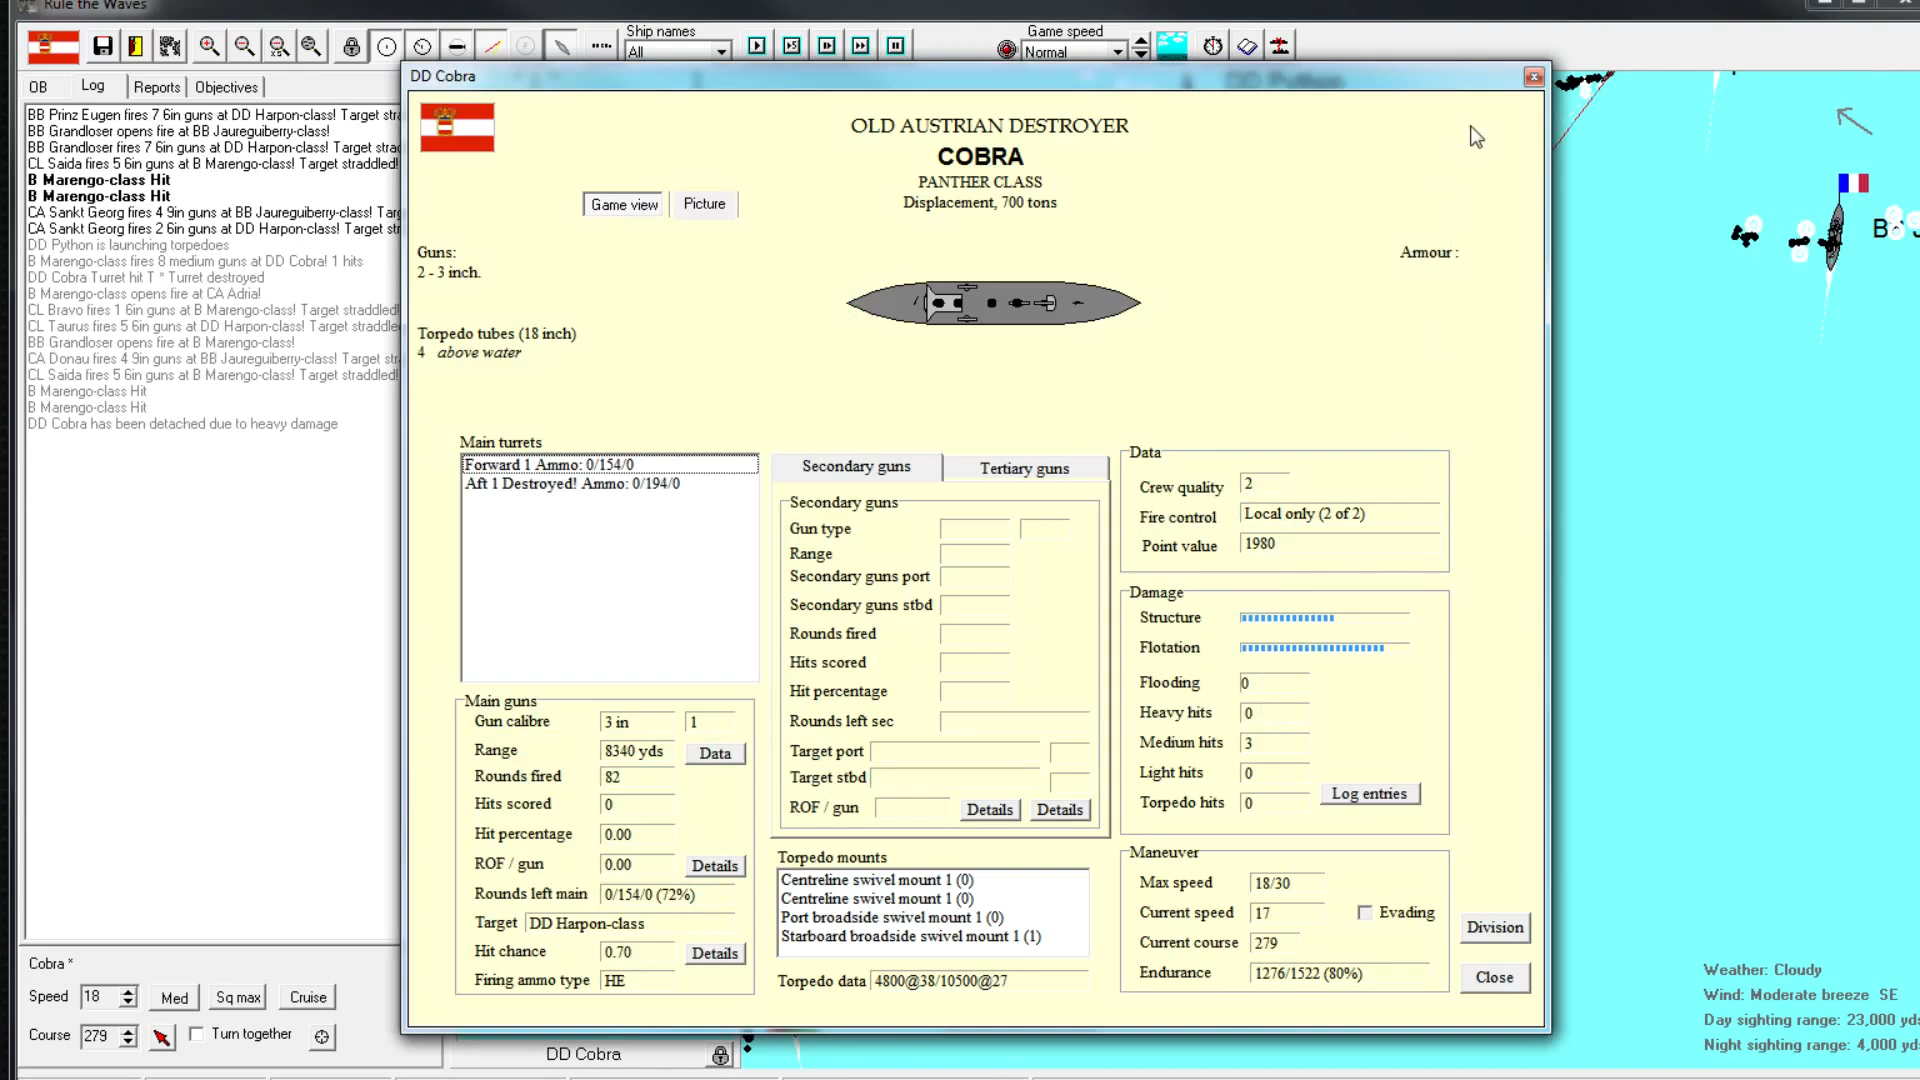 Rule the Waves
Ship names
All
Game speed
Normal
OB
Log
Reports
Objectives
BB Prinz Eugen fires 7 6in guns at DD Harpon-class! Target stra
BB Grandloser opens fire at BB Jaureguiberry-class!
BB Grandloser fires 7 6in guns at DD Harpon-class! Target strad
CL Saida fires 5 6in guns at B Marengo-class! Target straddled!
B Marengo-class Hit
B Marengo-class Hit
CA Sankt Georg fires 4 9in guns at BB Jaureguiberry-class! Targ
CA Sankt Georg fires 2 6in guns at DD Harpon-class! Target stra
DD Python is launching torpedoes
B Marengo-class fires 8 medium guns at DD Cobra! 1 hits
DD Cobra Turret hit T * Turret destroyed
B Marengo-class opens fire at CA Adria!
CL Bravo fires 1 6in guns at B Marengo-class! Target straddled!
CL Taurus fires 5 6in guns at DD Harpon-class! Target straddle
BB Grandloser opens fire at B Marengo-class!
CA Donau fires 4 9in guns at BB Jaureguiberry-class! Target str
CL Saida fires 5 6in guns at B Marengo-class! Target straddled!
B Marengo-class Hit
B Marengo-class Hit
DD Cobra has been detached due to heavy damage
Cobra *
Speed 18 Med Sq max Cruise
Course 279 Turn together
DD Cobra
DD Python
OLD AUSTRIAN DESTROYER
COBRA
PANTHER CLASS
Displacement, 700 tons
Game view Picture
Guns:
2 - 3 inch.
Armour :
Torpedo tubes (18 inch)
4 above water
Main turrets
Forward 1 Ammo: 0/154/0
Aft 1 Destroyed! Ammo: 0/194/0
Main guns
Gun calibre 3 in 1
Range 8340 yds Data
Rounds fired 82
Hits scored 0
Hit percentage 0.00
ROF / gun 0.00 Details
Rounds left main 0/154/0 (72%)
Target DD Harpon-class
Hit chance 0.70 Details
Firing ammo type HE
Secondary guns Tertiary guns
Secondary guns
Gun type
Range
Secondary guns port
Secondary guns stbd
Rounds fired
Hits scored
Hit percentage
Rounds left sec
Target port
Target stbd
ROF / gun Details Details
Torpedo mounts
Centreline swivel mount 1 (0)
Centreline swivel mount 1 (0)
Port broadside swivel mount 1 (0)
Starboard broadside swivel mount 1 (1)
Torpedo data 4800@38/10500@27
Data
Crew quality 2
Fire control Local only (2 of 2)
Point value 1980
Damage
Structure
Flotation
Flooding 0
Heavy hits 0
Medium hits 3
Light hits 0
Torpedo hits 0
Log entries
Maneuver
Max speed 18/30
Current speed 17
Evading
Current course 279
Endurance 1276/1522 (80%)
Division
Close
DD Cobra
Weather: Cloudy
Wind: Moderate breeze SE
Day sighting range: 23,000 yds
Night sighting range: 4,000 yd